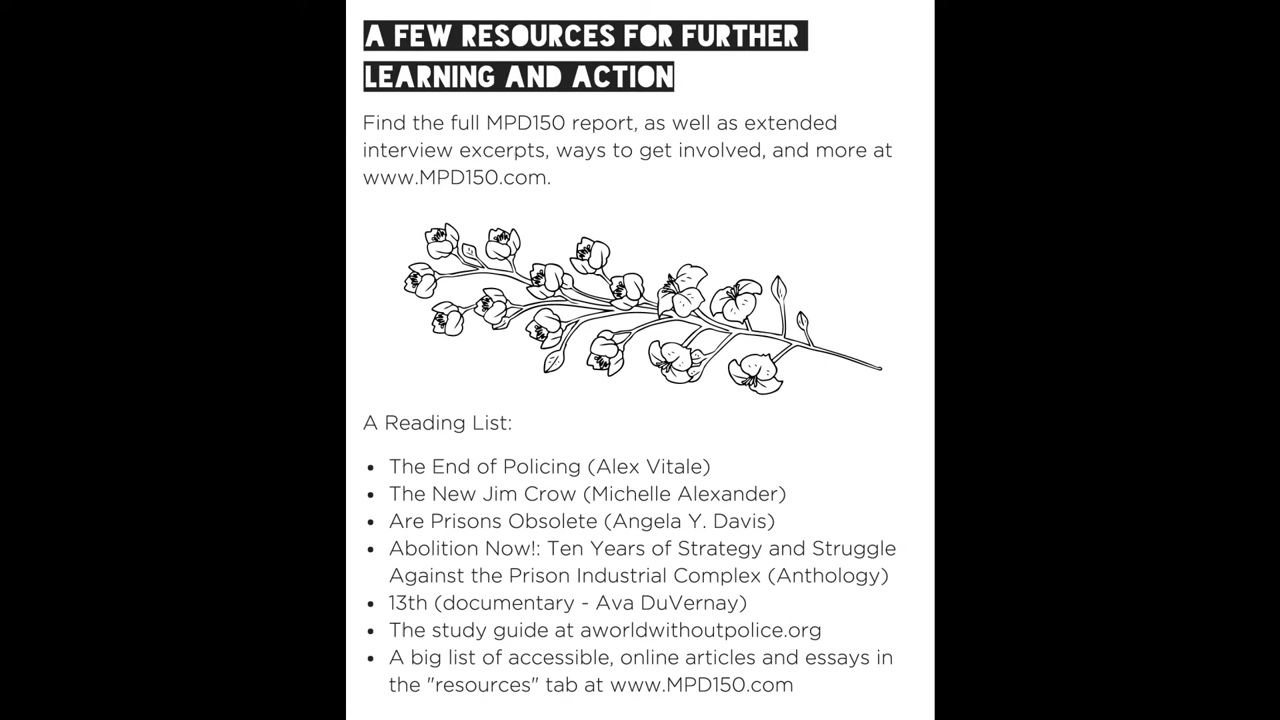 A FEW RESOURCES FOR FURTHER
LEARNING AND ACTION
Find the full MPD150 report, as well as extended
interview excerpts, ways to get involved, and more at
www.MPD150.com.
A Reading List:
• The End of Policing (Alex Vitale)
• The New Jim Crow (Michelle Alexander)
• Are Prisons Obsolete (Angela Y. Davis)
• Abolition Now!: Ten Years of Strategy and Struggle
Against the Prison Industrial Complex (Anthology)
• 13th (documentary - Ava DuVernay)
• The study guide at aworldwithoutpolice.org
• A big list of accessible, online articles and essays in
the "resources" tab at www.MPD150.com